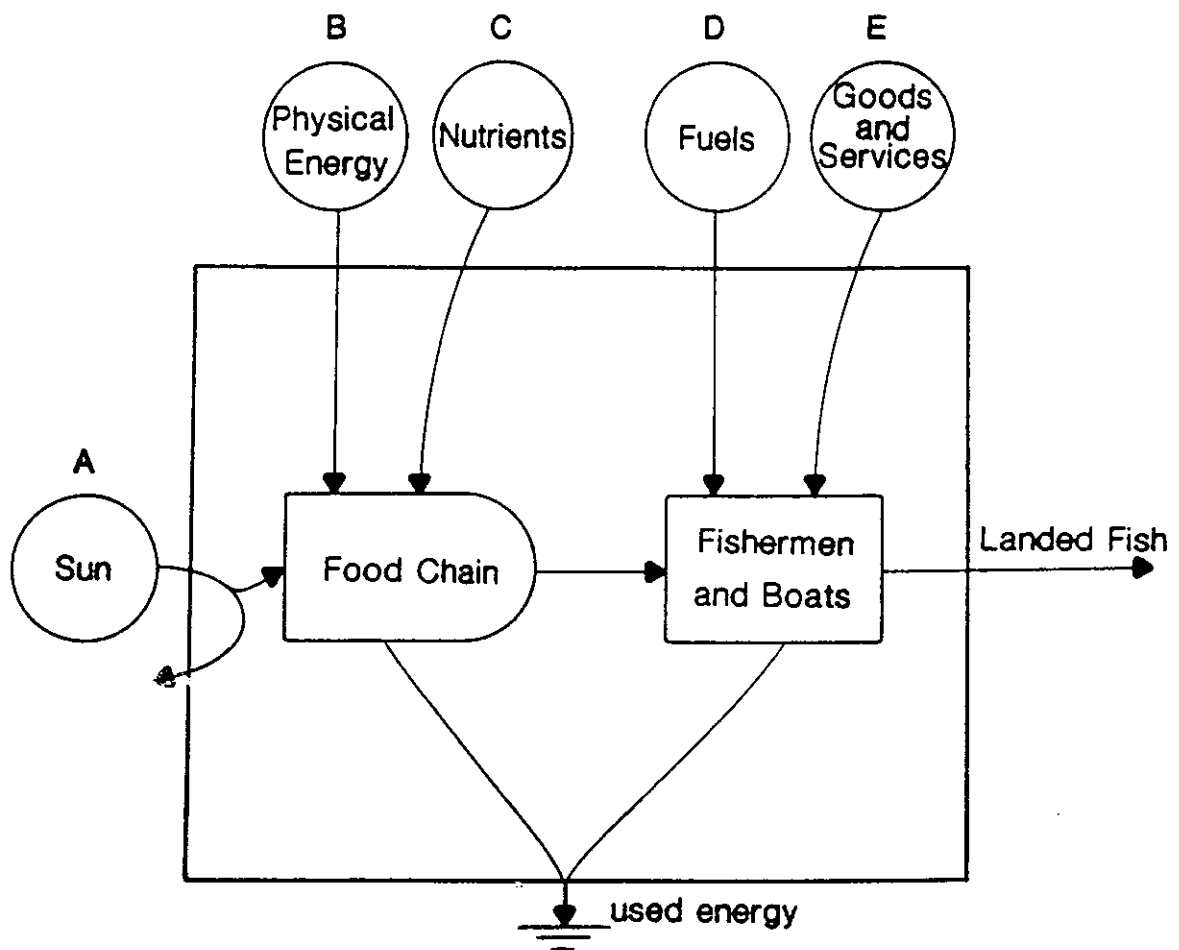 B
C
D
E
Physical
Energy
Nutrients
Fuels
Goods
and
Services
A
Sun
Food Chain
Fishermen
and Boats
Landed Fish
used energy